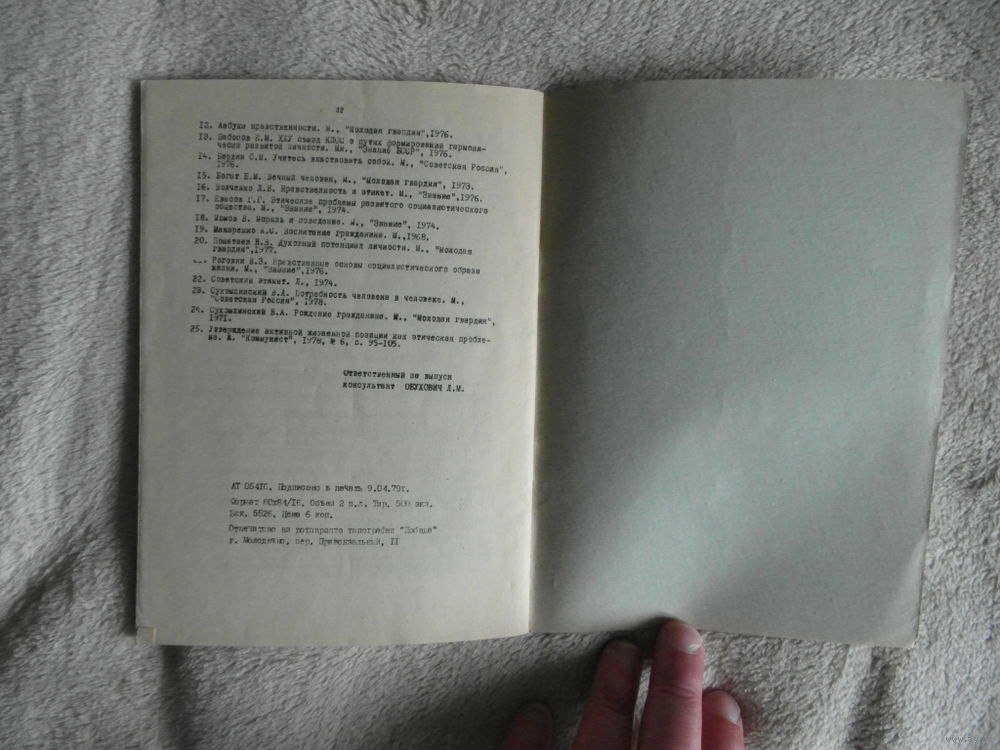 32
12. Азбука нравственности. М., "Молодая гвардия",1976.
13. Бабосов Е.М. ХХУ съезд КПСС о путях формирования гармони-
чески развитой личности. Мн., "Знание БССР", 1976.
14. С.М. Учитесь властвовать собой. М., "Советская Россия",
1976.
15. Богат Е.М. Вечный человек, М., "Молодая гвардия", 1973.
16. Волченко Л.Б. Нравственность и этикет. М., "Знание",1976.
17. Квасов Г.Г. Этические проблемы развитого социалистического
общества. М., "Знание", 1974.
18. Момов В. Мораль и поведение. М., "Знание", 1974.
19. Макаренко А.С. Воспитание гражданина. М.,1968.
20. В.З. Духовный потенциал личности. М., "Молодая
гвардия",1977.
Роговин В.З. Нравственные основы социалистического образа
жизни. М., "Знание",1976.
22. Советский этикет. Л., 1974.
23. Сухомлинский В.А. Потребность человека в человеке. М.,
"Советская Россия", 1978.
24. Сухомлинский В.А. Рождение гражданина. М., "Молодая гвардия",
1971.
25. Утверждение активной жизненной позиции как этическая пробле-
ма. Ж. "Коммунист", 1978, № 6, с. 95-105.
Ответственный за выпуск
консультант ОБУХОВИЧ Л.М.
АТ 05416. Подписано в печать 9.04.79г.
Формат 60х84/16. Объем 2 п.л. Тир. 500 экз.
Зак. 5526. Цена 6 коп.
Отпечатано на ротапринте типографии "Победа"
г. Молодечно, пер. Привокзальный, II